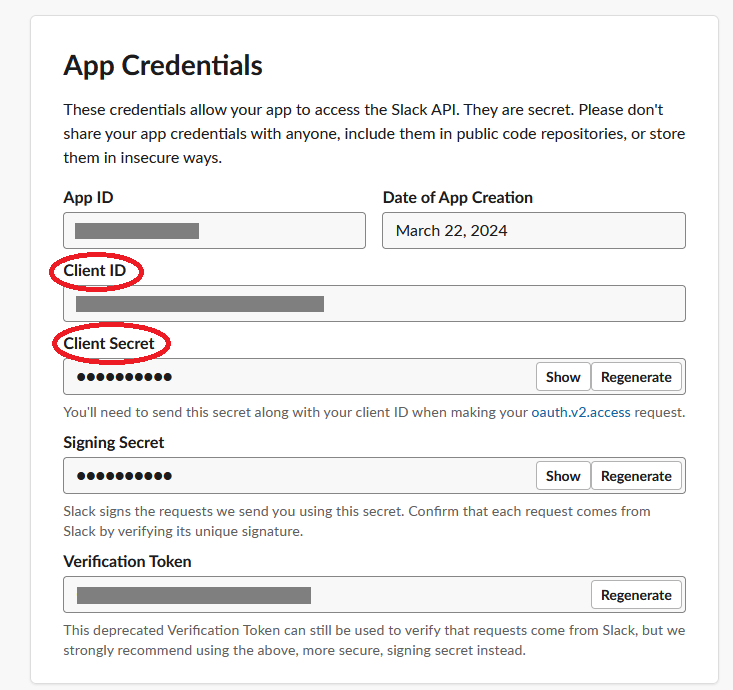 App Credentials
These credentials allow your app to access the Slack API. They are secret. Please don't
share your app credentials with anyone, include them in public code repositories, or store
them in insecure ways.
App ID
Date of App Creation
March 22, 2024
Client ID
Client Secret
●●●●●●●●●●
Show
Regenerate
You'll need to send this secret along with your client ID when making your oauth.v2.access request.
Signing Secret
●●●●●●●●●●
Show
Regenerate
Slack signs the requests we send you using this secret. Confirm that each request comes from
Slack by verifying its unique signature.
Verification Token
Regenerate
This deprecated Verification Token can still be used to verify that requests come from Slack, but we
strongly recommend using the above, more secure, signing secret instead.